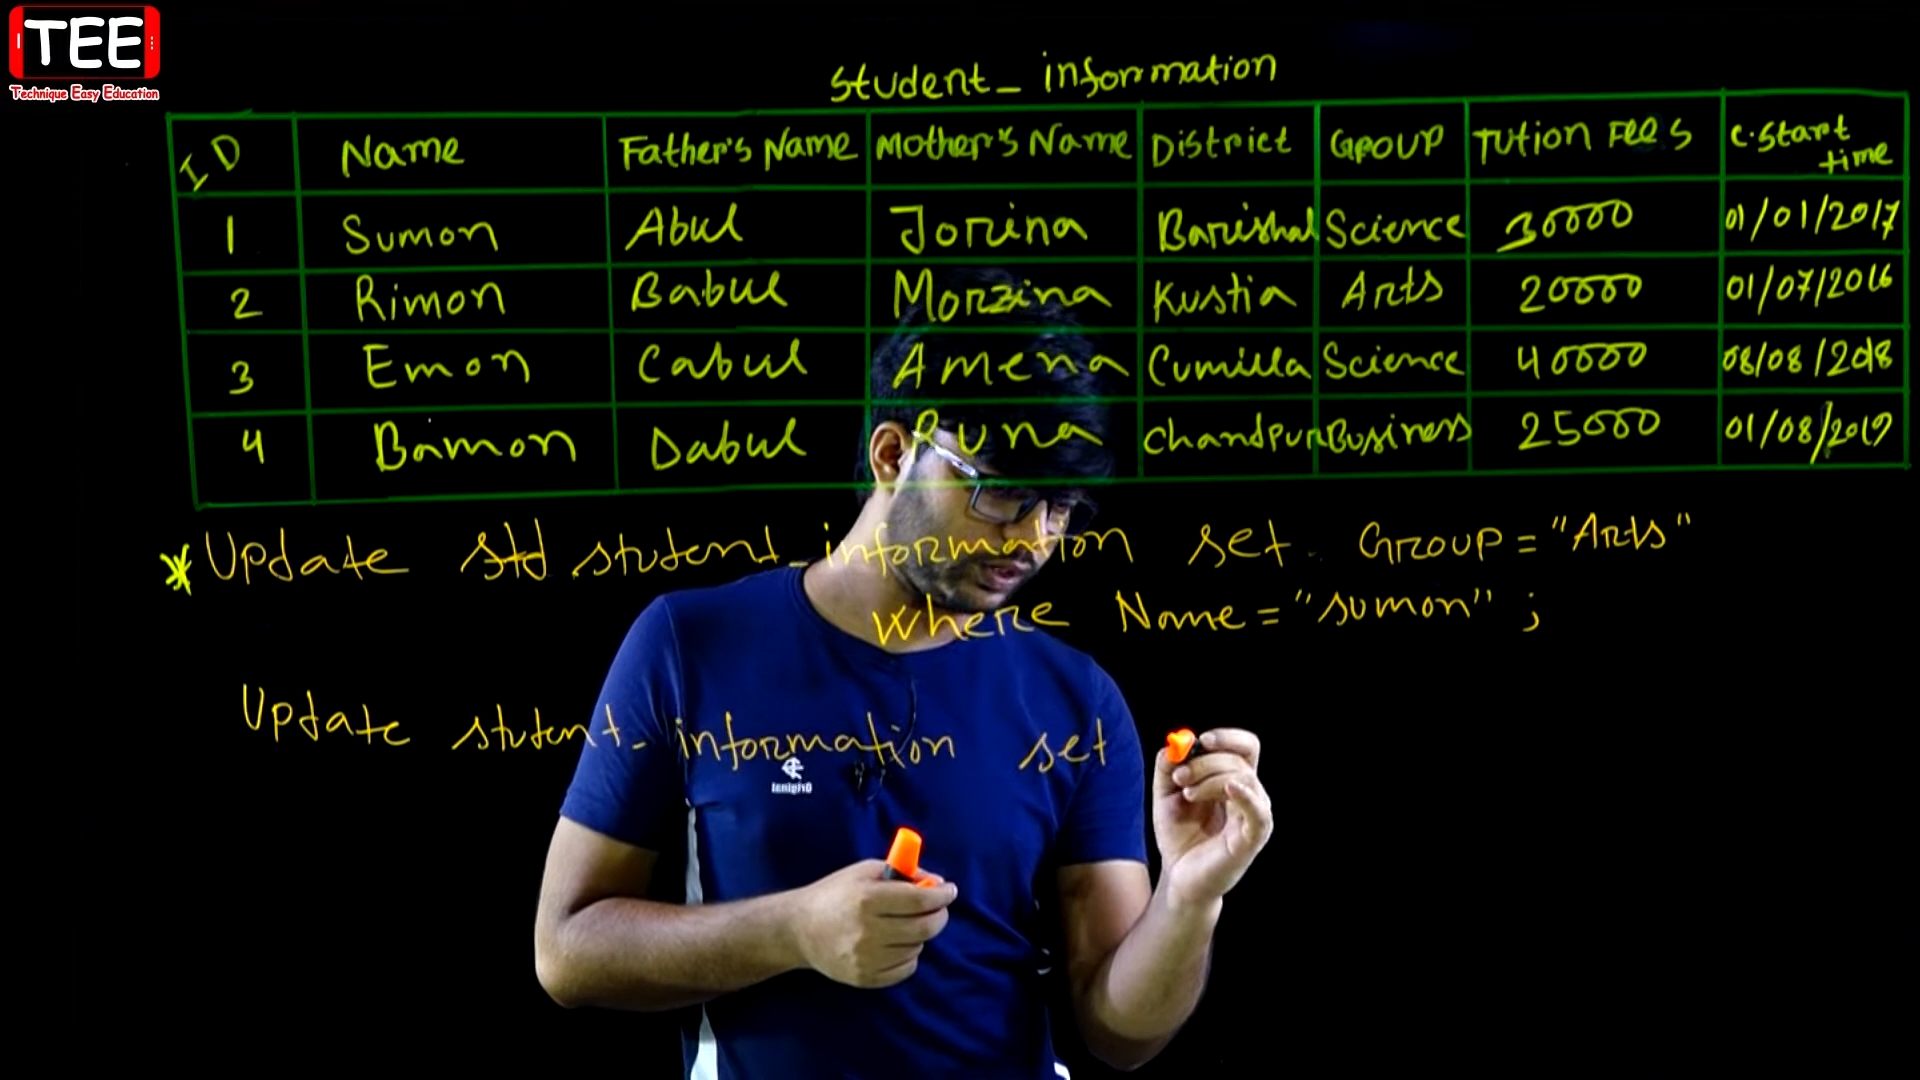 TEE
Technique Easy Education
Student_ information
ID Name Father's Name Mother's Name District GROUP TUTION FEES C.Start time
1 Sumon Abul Jorina Barishal Science 30000 01/01/2017
2 Rimon Babul Morzina Kustia Arts 20000 01/07/2016
3 Emon Cabul Amena Cumilla Science 40000 08/08/2018
4 Bamon Dabul Runa Chandpur Business 25000 01/08/2019
* Update std student_information set Group = "Arts"
where Name = "sumon" ;
Update student_information set